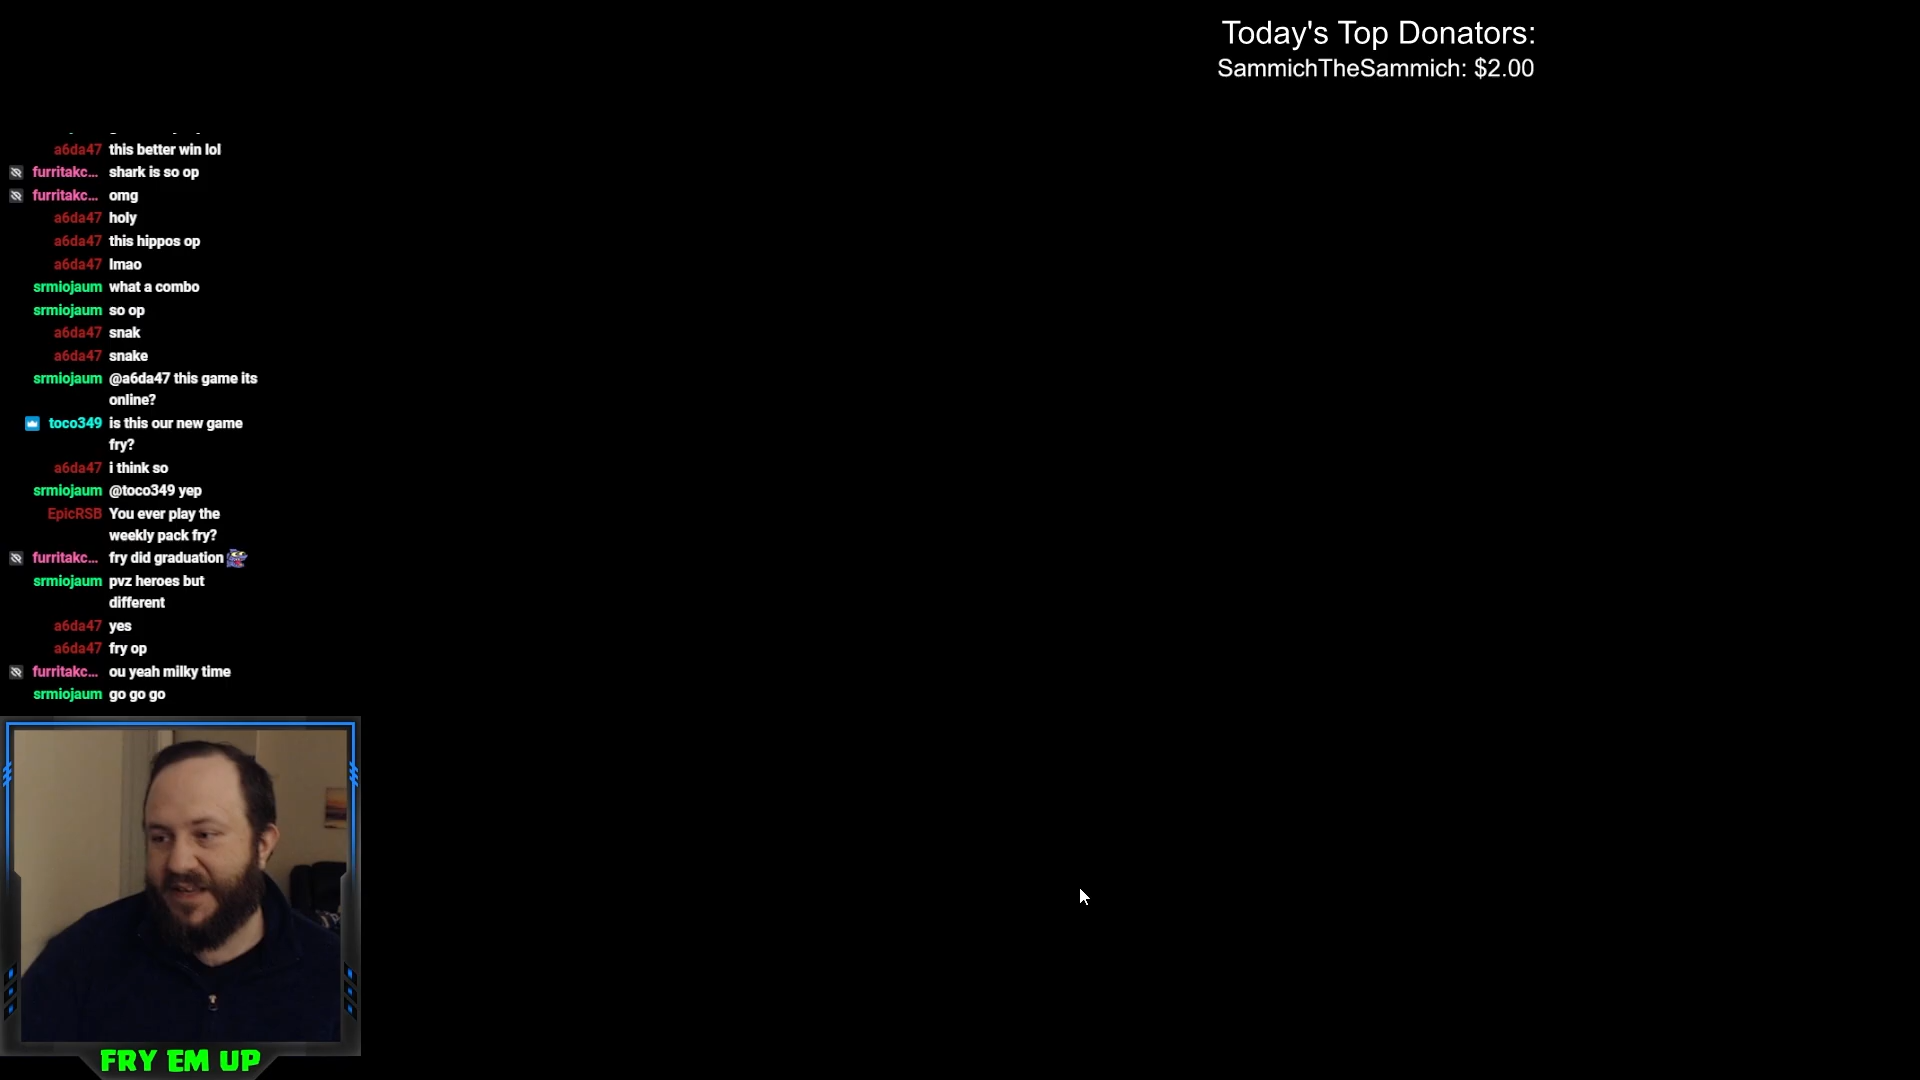 Today's Top Donators:
SammichTheSammich: $2.00
a6da47 this better win lol
furritakc... shark is so op
furritakc... omg
a6da47 holy
a6da47 this hippos op
a6da47 lmao
srmiojaum what a combo
srmiojaum so op
a6da47 snak
a6da47 snake
srmiojaum @a6da47 this game its
online?
toco349 is this our new game
fry?
a6da47 i think so
srmiojaum @toco349 yep
EpicRSB You ever play the
weekly pack fry?
furritakc... fry did graduation
srmiojaum pvz heroes but
different
a6da47 yes
a6da47 fry op
furritakc... ou yeah milky time
srmiojaum go go go
FRY EM UP